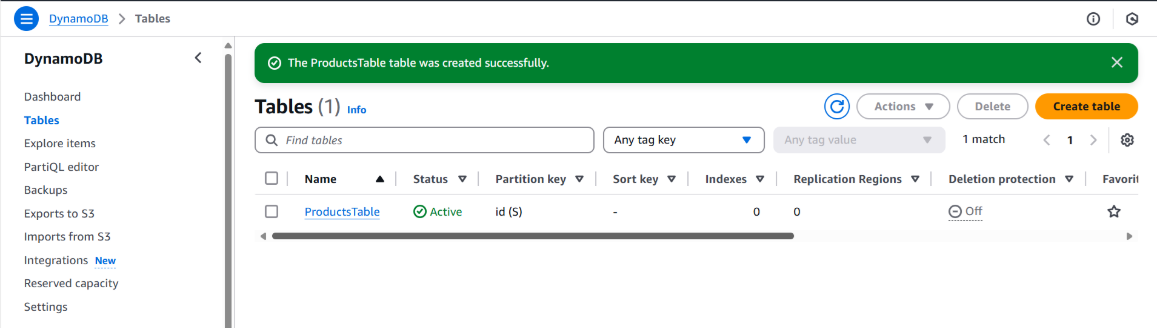 DynamoDB > Tables
DynamoDB
Dashboard
Tables
Explore items
PartiQL editor
Backups
Exports to S3
Imports from S3
Integrations New
Reserved capacity
Settings
The ProductsTable table was created successfully.
Tables (1) Info
Actions
Delete
Create table
Find tables
Any tag key
Any tag value
1 match
1
Name Status Partition key Sort key Indexes Replication Regions Deletion protection Favorit
ProductsTable Active id (S) - 0 0 Off